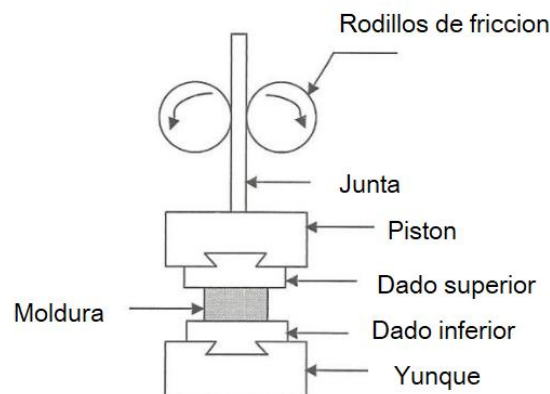 Rodillos de friccion
Junta
Piston
Dado superior
Moldura
Dado inferior
Yunque